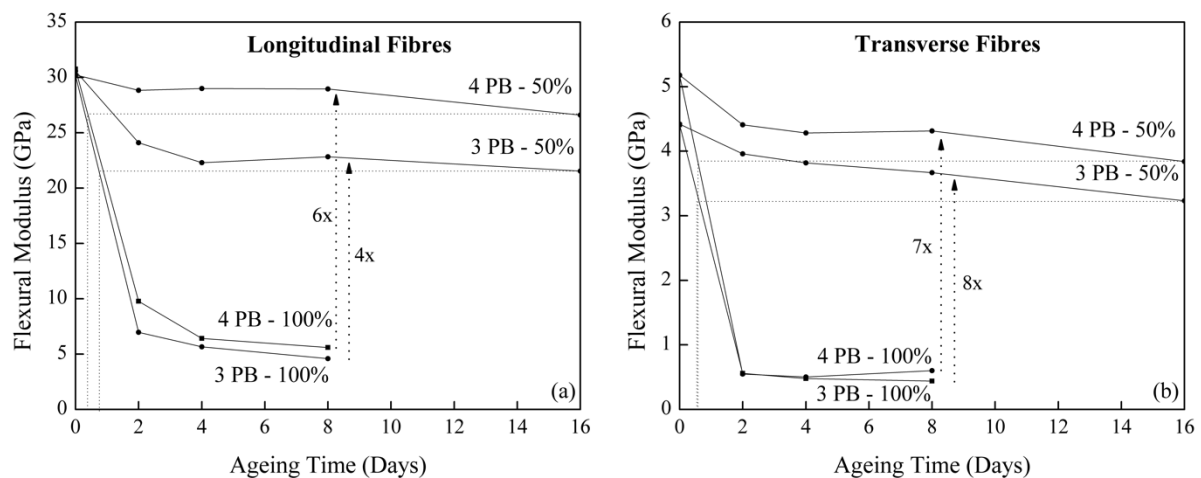 Longitudinal Fibres
35
30
25
20
15
10
5
0
Flexural Modulus (GPa)
4 PB - 50%
3 PB - 50%
6x
4x
4 PB - 100%
3 PB - 100%
(a)
0 2 4 6 8 10 12 14 16
Ageing Time (Days)
Transverse Fibres
6
5
4
3
2
1
0
Flexural Modulus (GPa)
4 PB - 50%
3 PB - 50%
7x
8x
4 PB - 100%
3 PB - 100%
(b)
0 2 4 6 8 10 12 14 16
Ageing Time (Days)